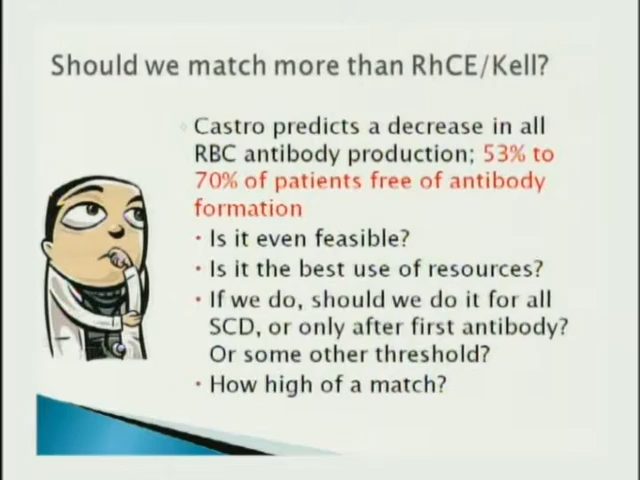 Should we match more than RhCE/Kell?
Castro predicts a decrease in all
RBC antibody production; 53% to
70% of patients free of antibody
formation
• Is it even feasible?
• Is it the best use of resources?
• If we do, should we do it for all
SCD, or only after first antibody?
Or some other threshold?
• How high of a match?